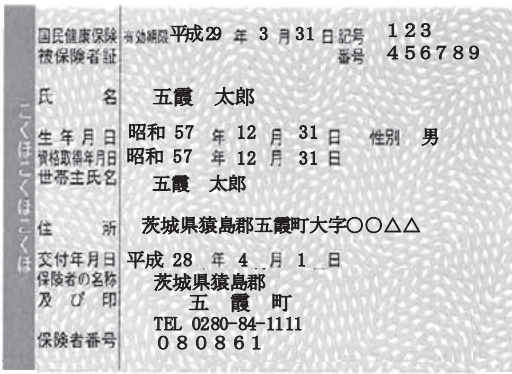 こくほこくほこくほ
国民健康保険 有効期限 平成29 年 3 月 31 日 記号 123
被保険者証 番号 456789
氏名 五霞 太郎
生年月日 昭和 57 年 12 月 31 日 性別 男
資格取得年月日 昭和 57 年 12 月 31 日
世帯主氏名 五霞 太郎
住所 茨城県猿島郡五霞町大字〇〇△△
交付年月日 平成 28 年 4 月 1 日
保険者の名称 茨城県猿島郡
及び印 五霞町
TEL 0280-84-1111
保険者番号 080861